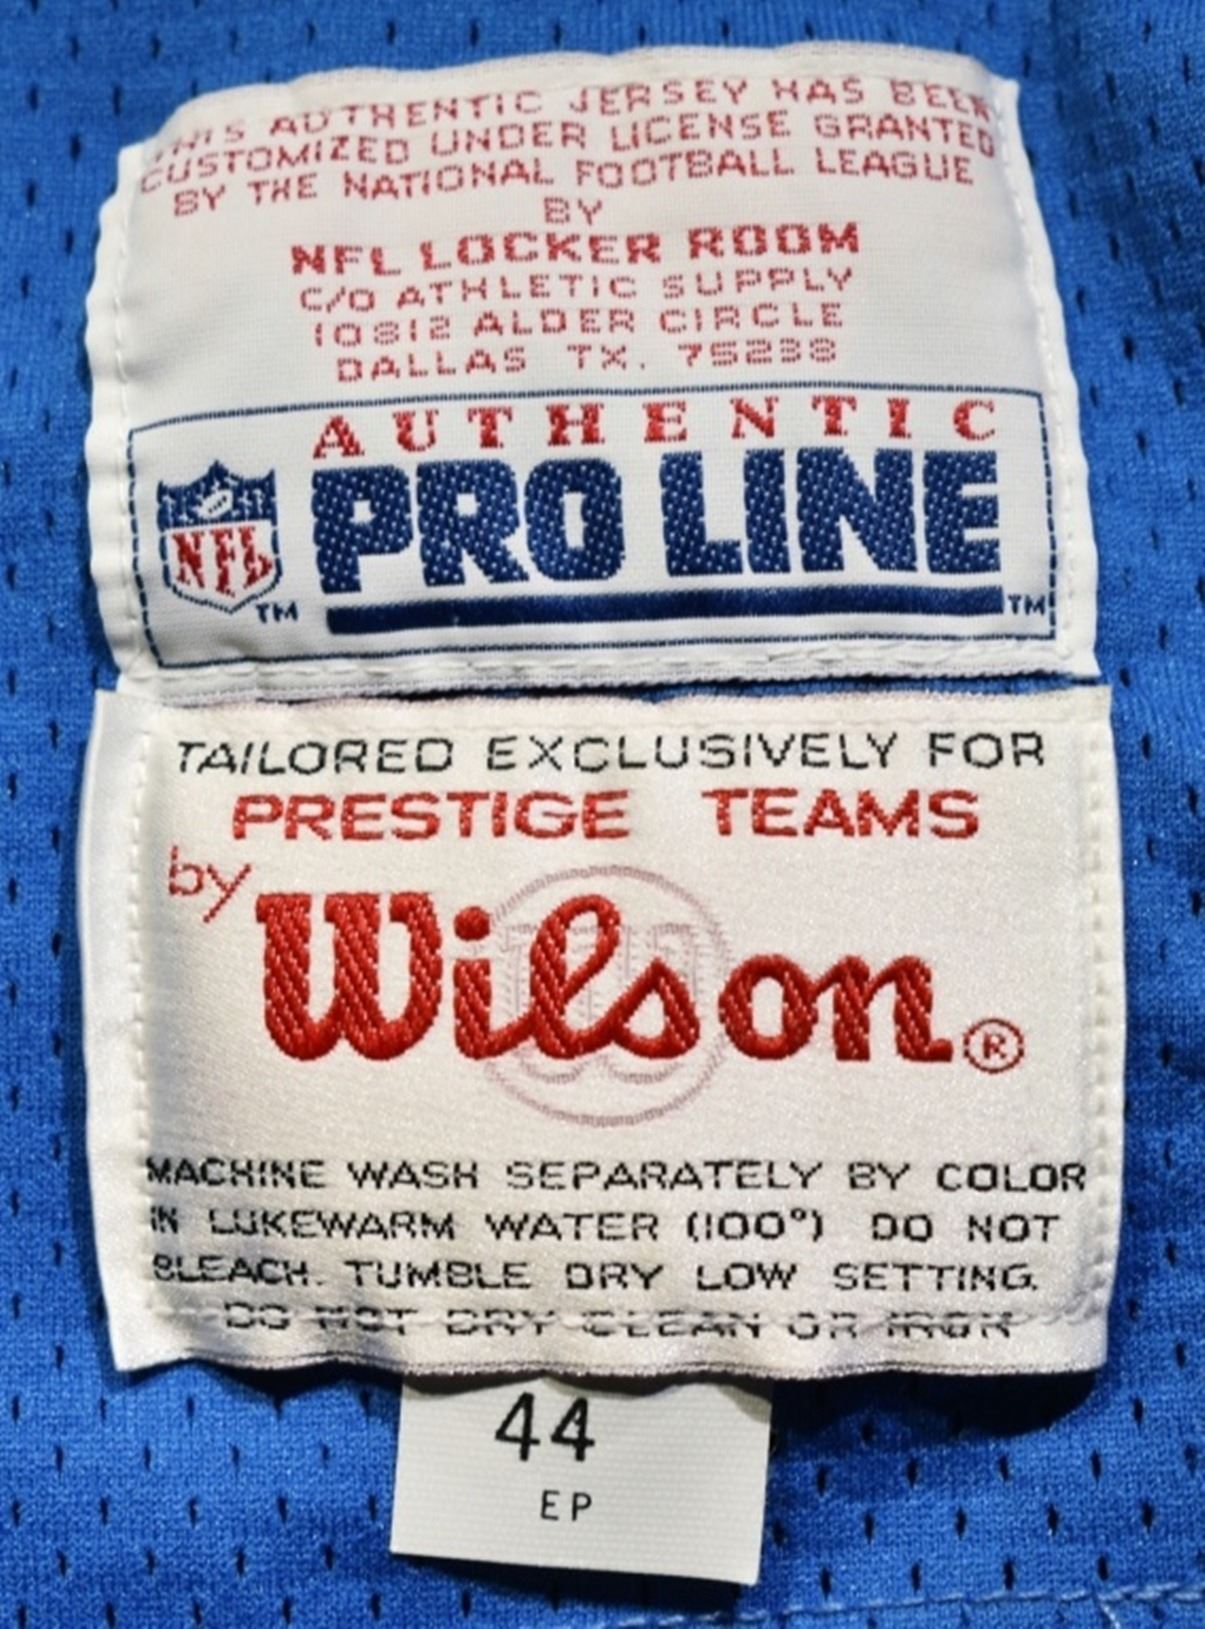 THIS AUTHENTIC JERSEY HAS BEEN
CUSTOMIZED UNDER LICENSE GRANTED
BY THE NATIONAL FOOTBALL LEAGUE
BY
NFL LOCKER ROOM
C/O ATHLETIC SUPPLY
10812 ALDER CIRCLE
DALLAS TX. 75238
AUTHENTIC
NFL ™ PRO LINE ™
TAILORED EXCLUSIVELY FOR
PRESTIGE TEAMS
by
Wilson®
MACHINE WASH SEPARATELY BY COLOR
IN LUKEWARM WATER (100°) DO NOT
BLEACH. TUMBLE DRY LOW SETTING.
DO NOT DRY CLEAN OR IRON
44
EP